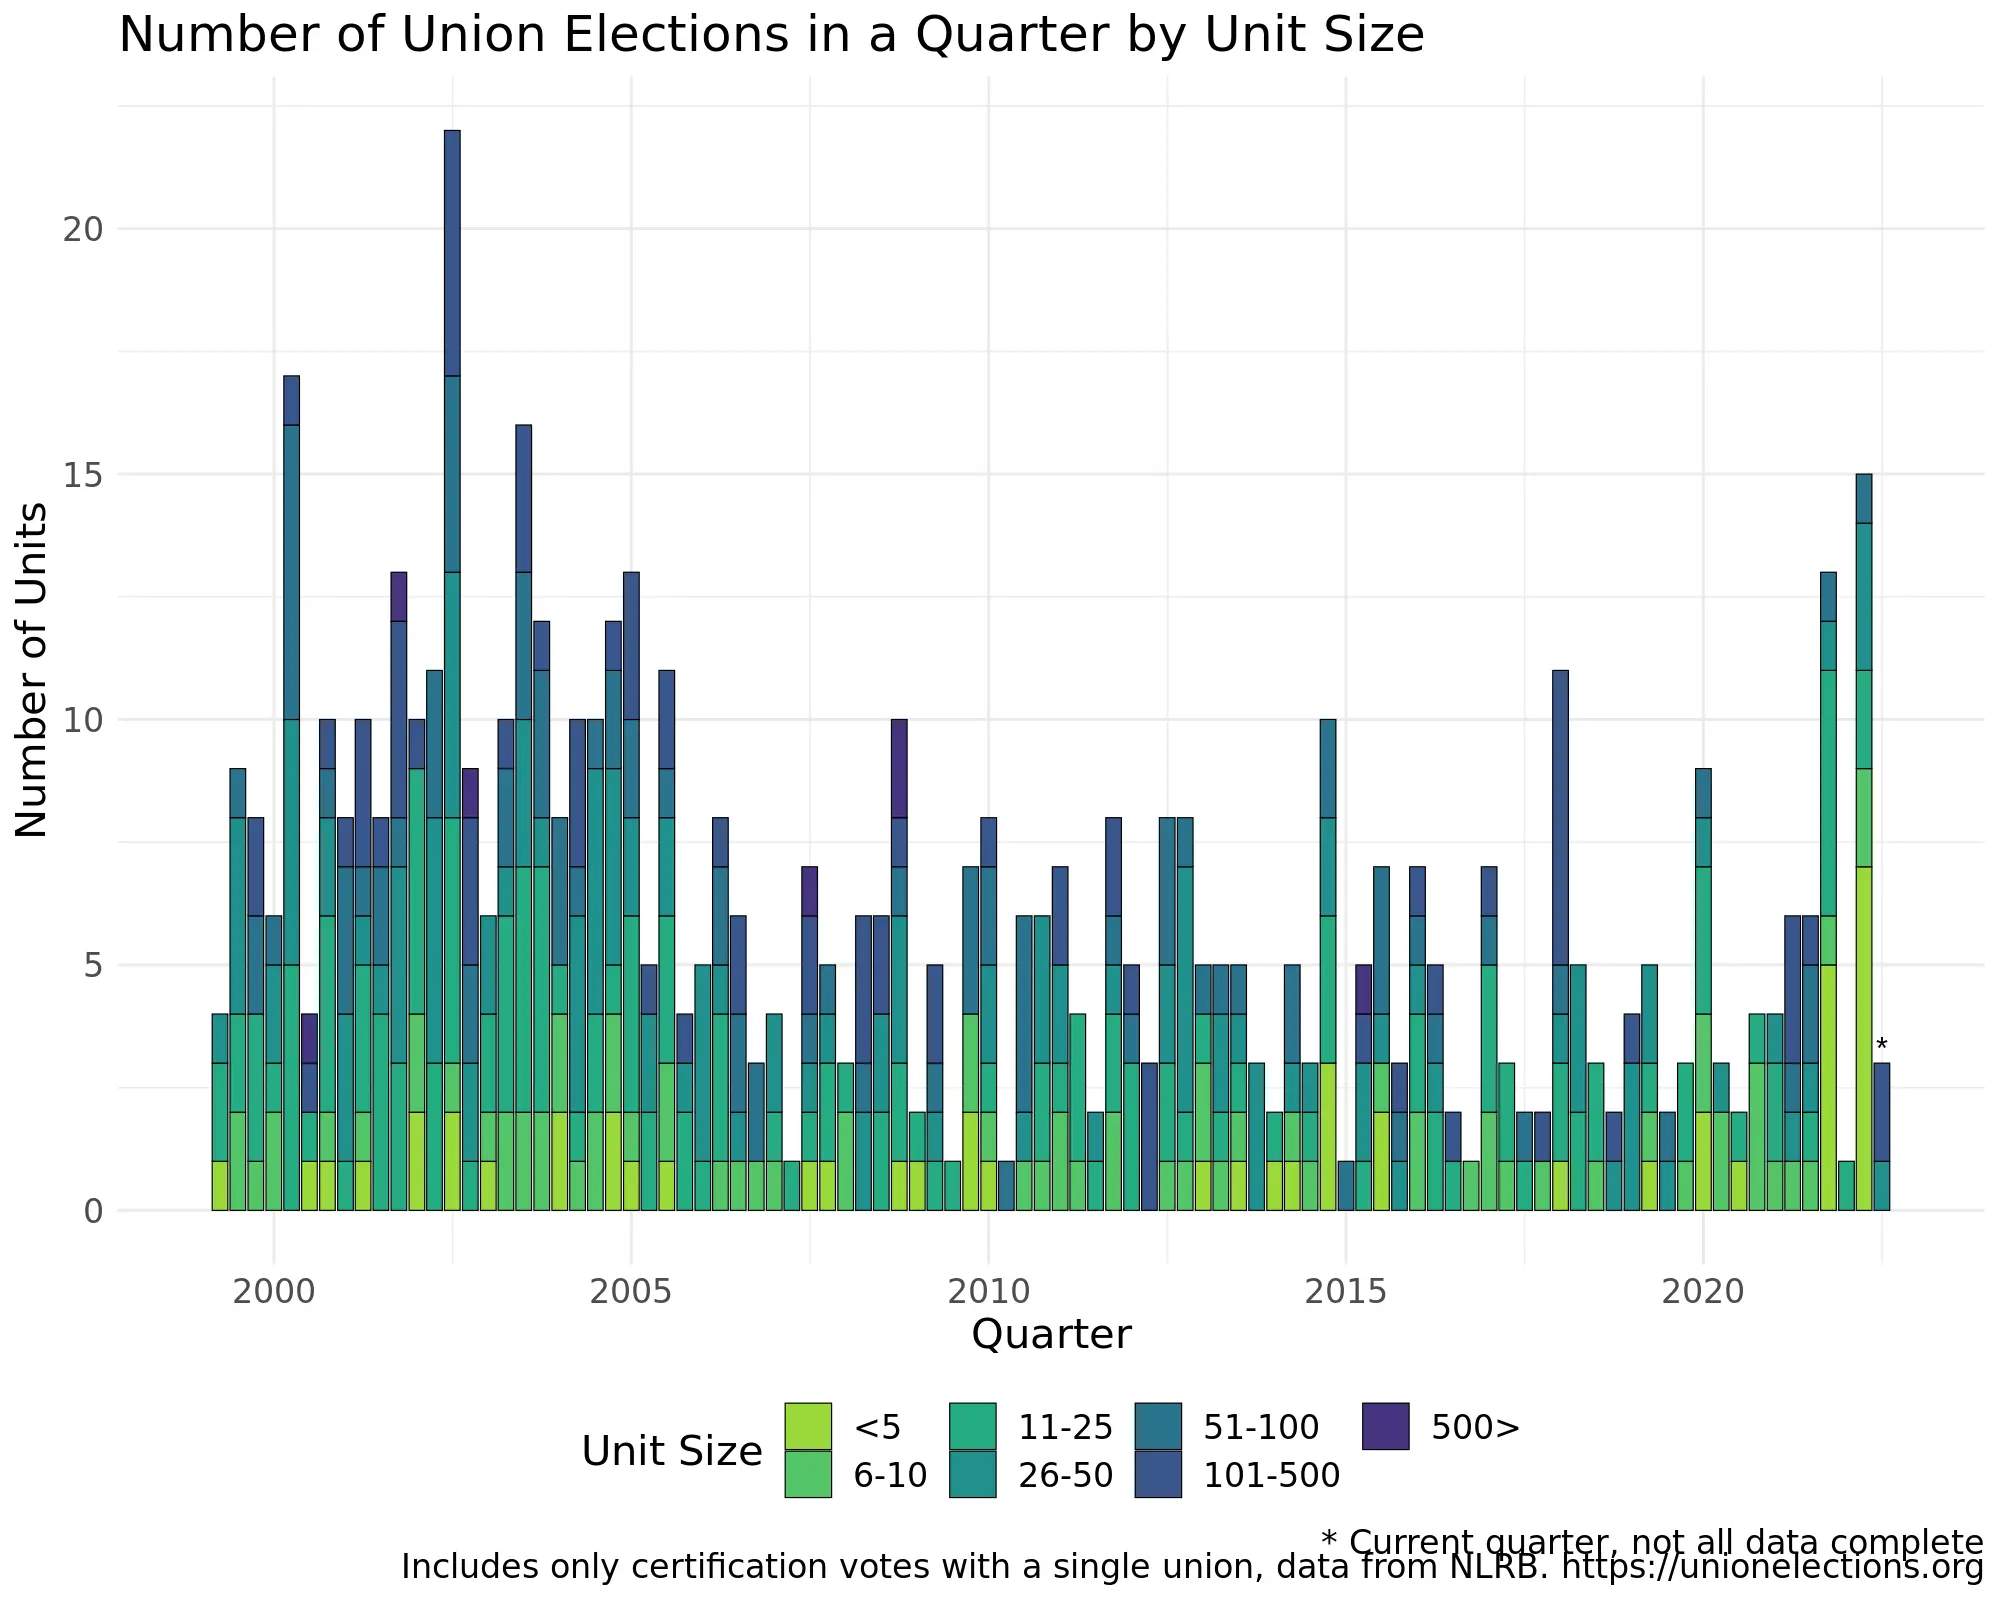 Number of Union Elections in a Quarter by Unit Size
Number of Units
20
15
10
5
0
*
2000 2005 2010 2015 2020
Quarter
Unit Size
<5 11-25 51-100 500>
6-10 26-50 101-500
* Current quarter, not all data complete
Includes only certification votes with a single union, data from NLRB. https://unionelections.org